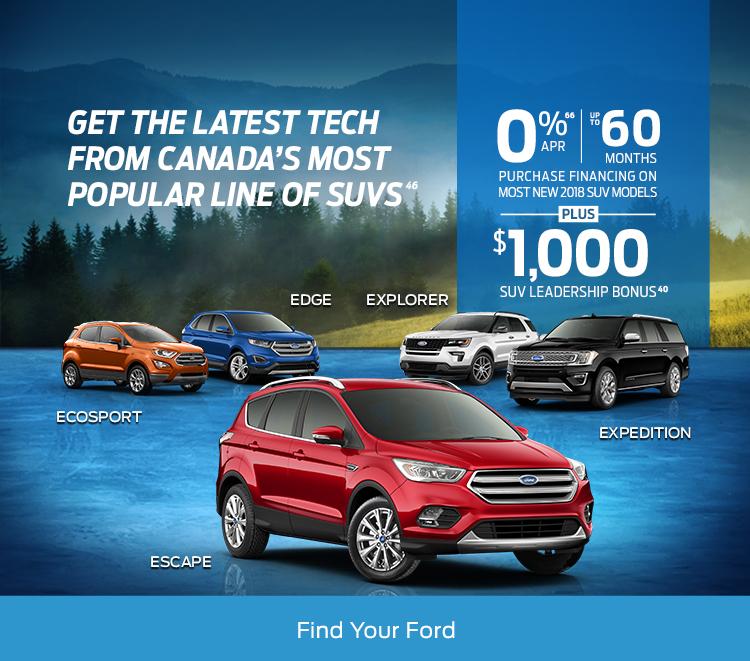 GET THE LATEST TECH
FROM CANADA'S MOST
POPULAR LINE OF SUVS46
0%66 APR
UP TO 60 MONTHS
PURCHASE FINANCING ON
MOST NEW 2018 SUV MODELS
PLUS
$1,000
SUV LEADERSHIP BONUS40
EDGE
EXPLORER
ECOSPORT
EXPEDITION
ESCAPE
Ford
Find Your Ford